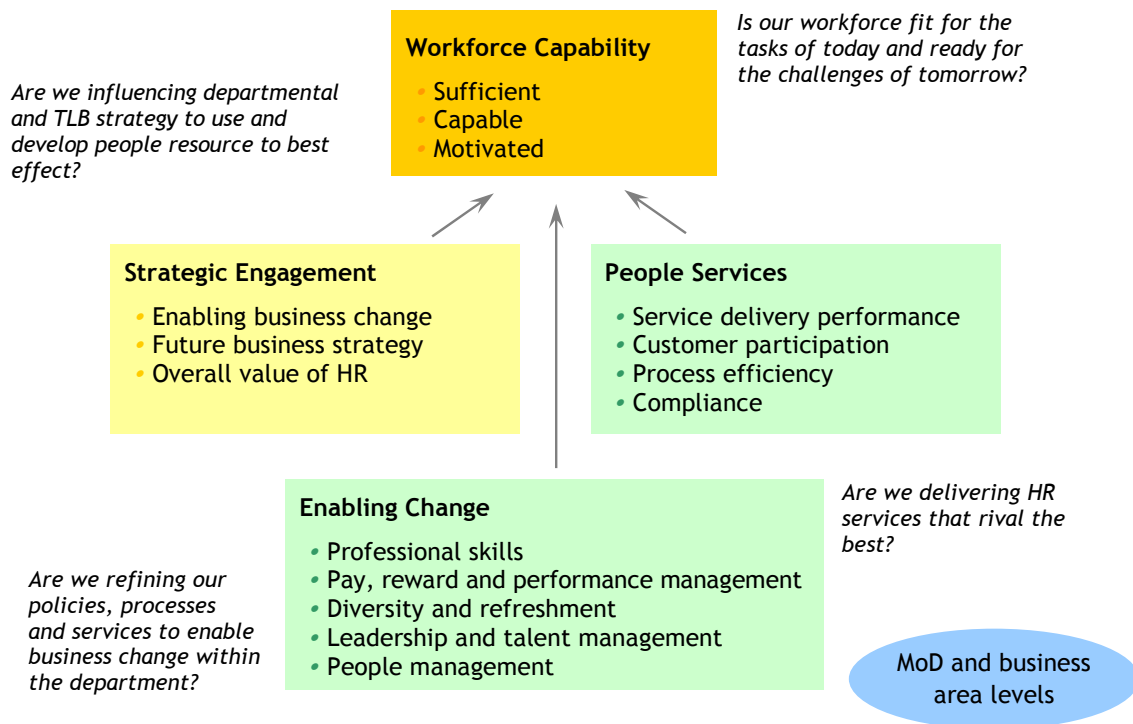 Workforce Capability
• Sufficient
• Capable
• Motivated
Is our workforce fit for the
tasks of today and ready for
the challenges of tomorrow?
Are we influencing departmental
and TLB strategy to use and
develop people resource to best
effect?
Strategic Engagement
• Enabling business change
• Future business strategy
• Overall value of HR
People Services
• Service delivery performance
• Customer participation
• Process efficiency
• Compliance
Enabling Change
• Professional skills
• Pay, reward and performance management
• Diversity and refreshment
• Leadership and talent management
• People management
Are we delivering HR
services that rival the
best?
Are we refining our
policies, processes
and services to enable
business change within
the department?
MoD and business
area levels